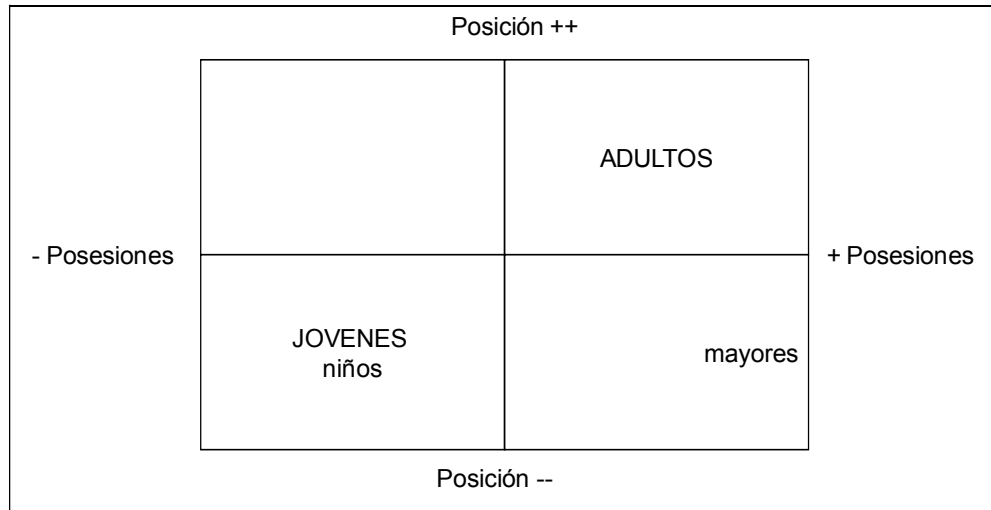 Posición ++
ADULTOS
- Posesiones
+ Posesiones
JOVENES
niños
mayores
Posición --